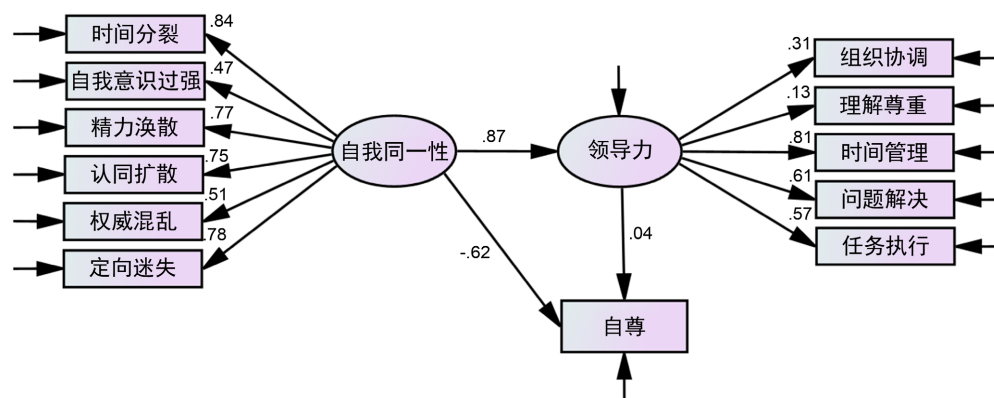 时间分裂
.84
自我意识过强
.47
精力涣散
.77
认同扩散
.75
权威混乱
.51
定向迷失
.78
自我同一性
.87
领导力
-.62
.04
自尊
.31
组织协调
.13
理解尊重
.81
时间管理
.61
问题解决
.57
任务执行